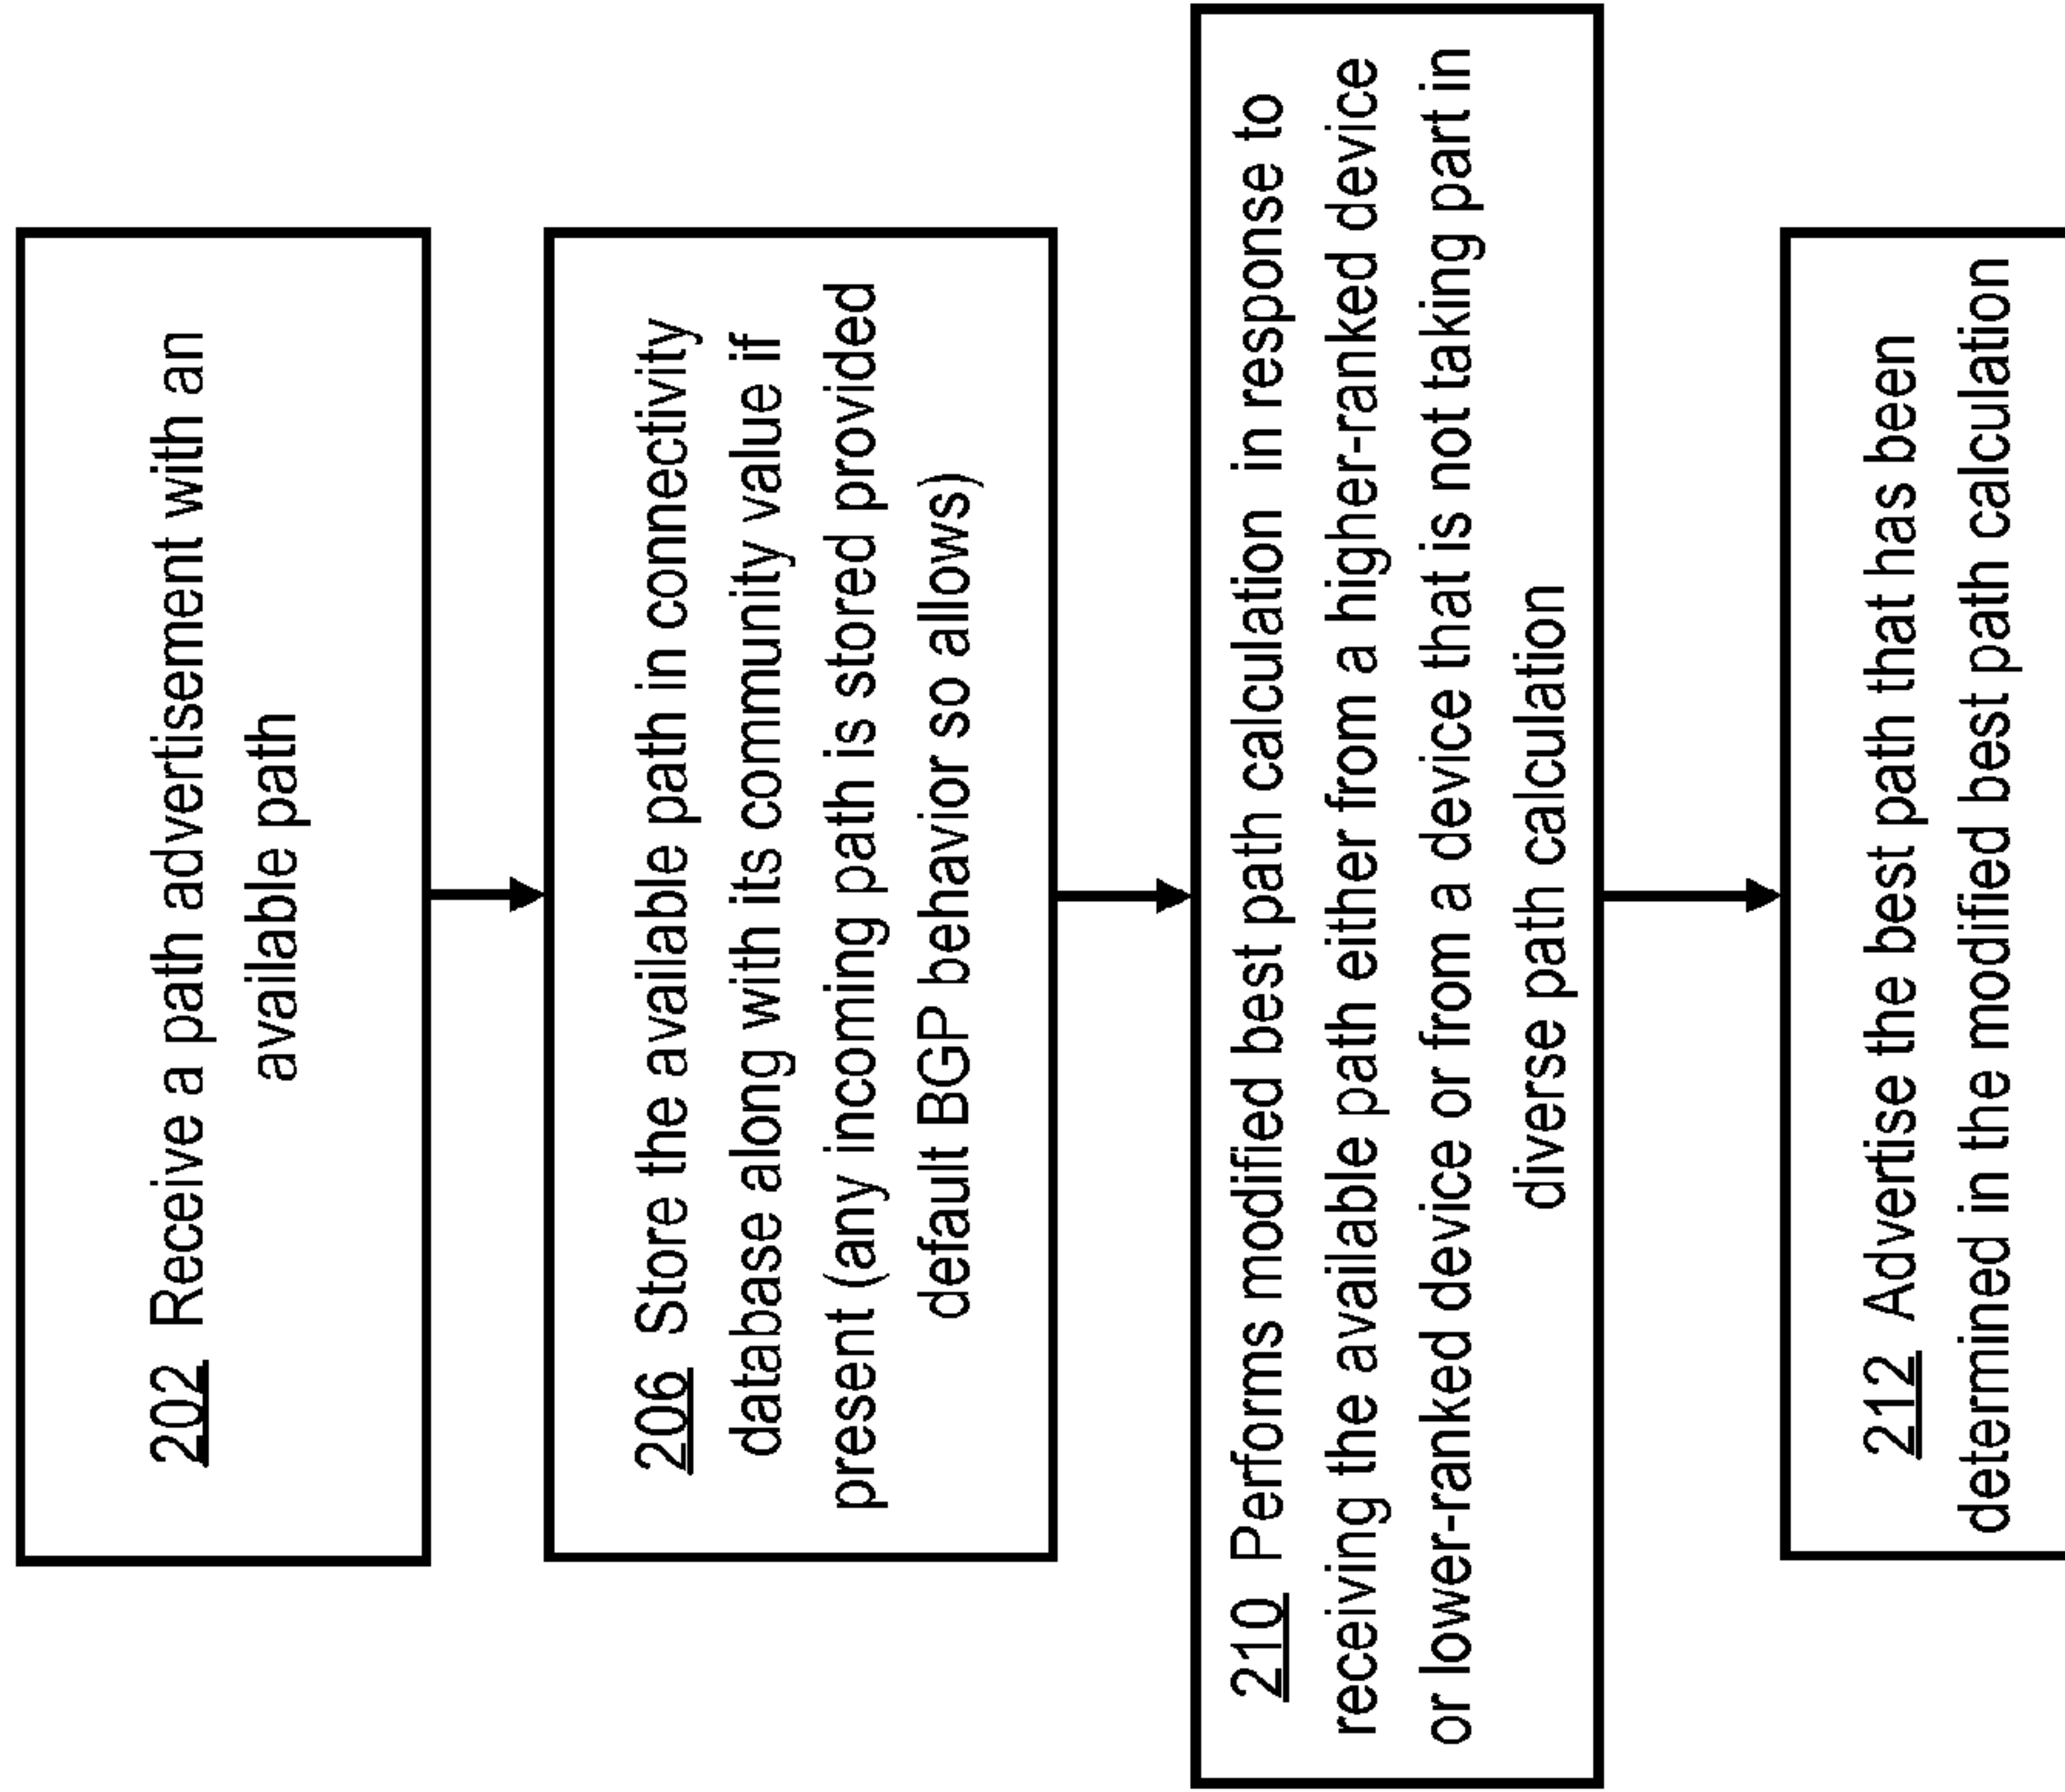 202 Receive a path advertisement with an
available path
206 Store the available path in connectivity
database along with its community value if
present (any incoming path is stored provided
default BGP behavior so allows)
210 Performs modified best path calculation in response to
receiving the available path either from a higher-ranked device
or lower-ranked device or from a device that is not taking part in
diverse path calculation
212 Advertise the best path that has been
determined in the modified best path calculation